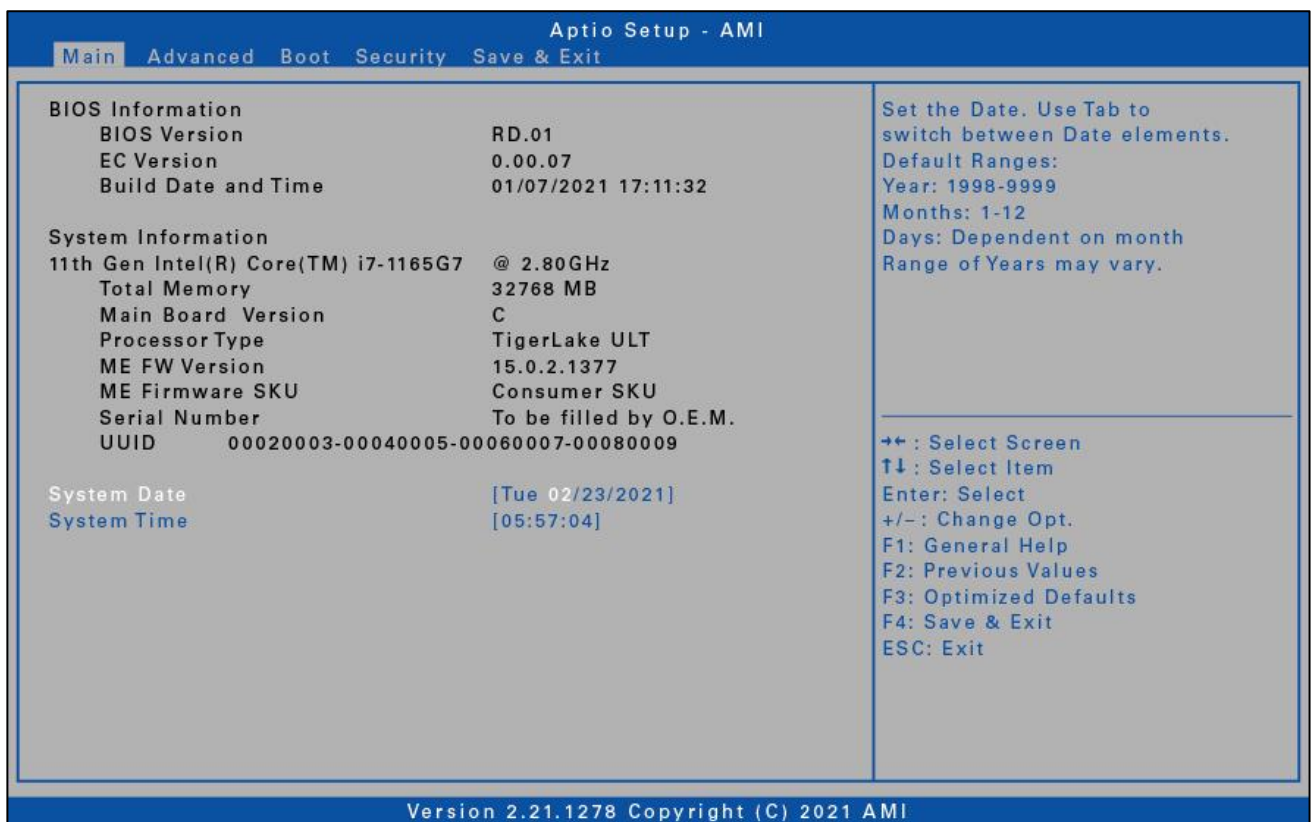 Aptio Setup - AMI
Main Advanced Boot Security Save & Exit
BIOS Information
BIOS Version RD.01
EC Version 0.00.07
Build Date and Time 01/07/2021 17:11:32
System Information
11th Gen Intel(R) Core(TM) i7-1165G7 @ 2.80GHz
Total Memory 32768 MB
Main Board Version C
Processor Type TigerLake ULT
ME FW Version 15.0.2.1377
ME Firmware SKU Consumer SKU
Serial Number To be filled by O.E.M.
UUID 00020003-00040005-00060007-00080009
System Date [Tue 02/23/2021]
System Time [05:57:04]
Set the Date. Use Tab to
switch between Date elements.
Default Ranges:
Year: 1998-9999
Months: 1-12
Days: Dependent on month
Range of Years may vary.
→← : Select Screen
↑↓ : Select Item
Enter: Select
+/– : Change Opt.
F1: General Help
F2: Previous Values
F3: Optimized Defaults
F4: Save & Exit
ESC: Exit
Version 2.21.1278 Copyright (C) 2021 AMI